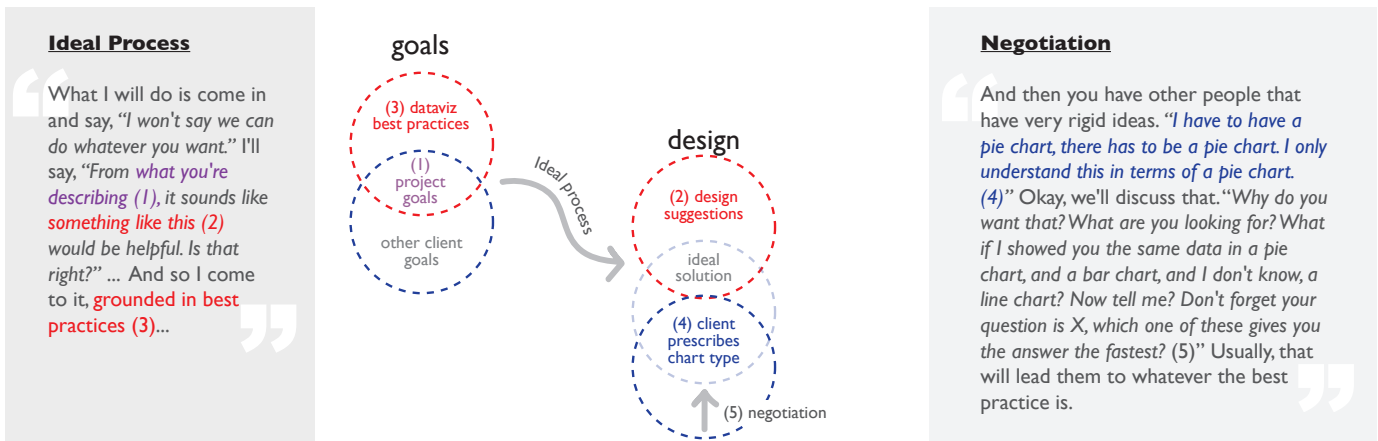 Ideal Process
“
What I will do is come in
and say, “I won't say we can
do whatever you want.” I'll
say, “From what you're
describing (1), it sounds like
something like this (2)
would be helpful. Is that
right?” ... And so I come
to it, grounded in best
practices (3)...
”
goals
(3) dataviz
best practices
(1)
project
goals
other client
goals
Ideal process
design
(2) design
suggestions
ideal
solution
(4) client
prescribes
chart type
(5) negotiation
Negotiation
“
And then you have other people that
have very rigid ideas. “I have to have a
pie chart, there has to be a pie chart. I only
understand this in terms of a pie chart.
(4)” Okay, we'll discuss that. “Why do you
want that? What are you looking for? What
if I showed you the same data in a pie
chart, and a bar chart, and I don't know, a
line chart? Now tell me? Don't forget your
question is X, which one of these gives you
the answer the fastest? (5)” Usually, that
will lead them to whatever the best
practice is.
”